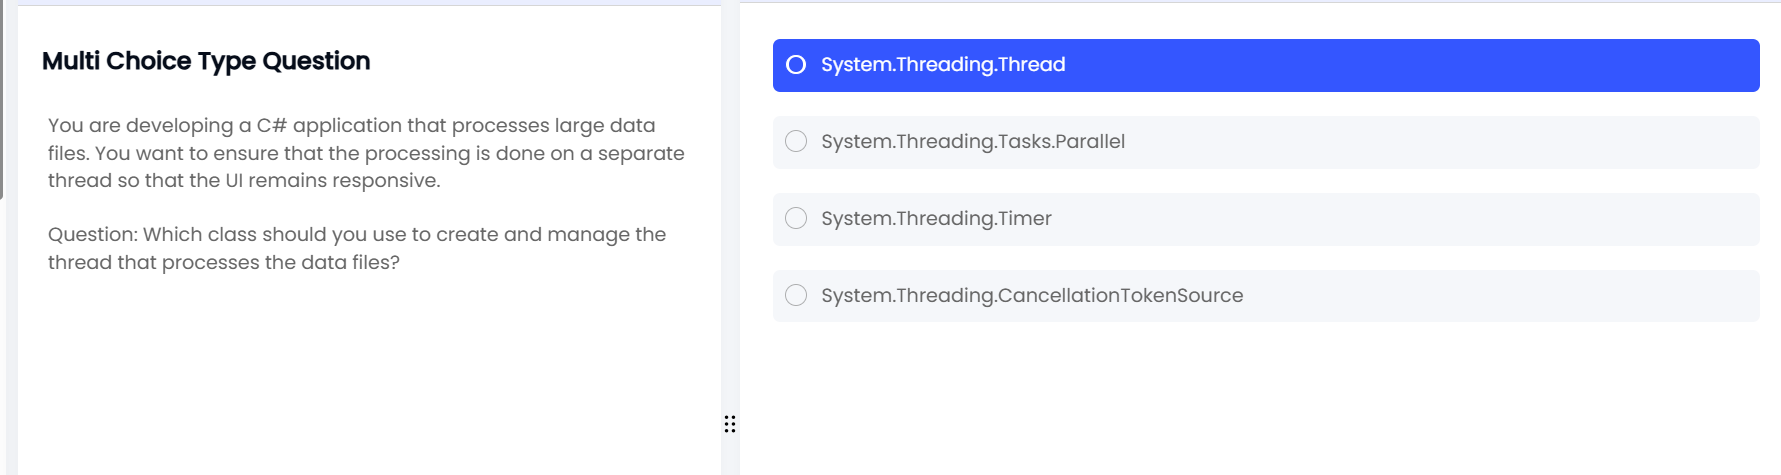 Multi Choice Type Question
You are developing a C# application that processes large data
files. You want to ensure that the processing is done on a separate
thread so that the UI remains responsive.
Question: Which class should you use to create and manage the
thread that processes the data files?
System.Threading.Thread
System.Threading.Tasks.Parallel
System.Threading.Timer
System.Threading.CancellationTokenSource